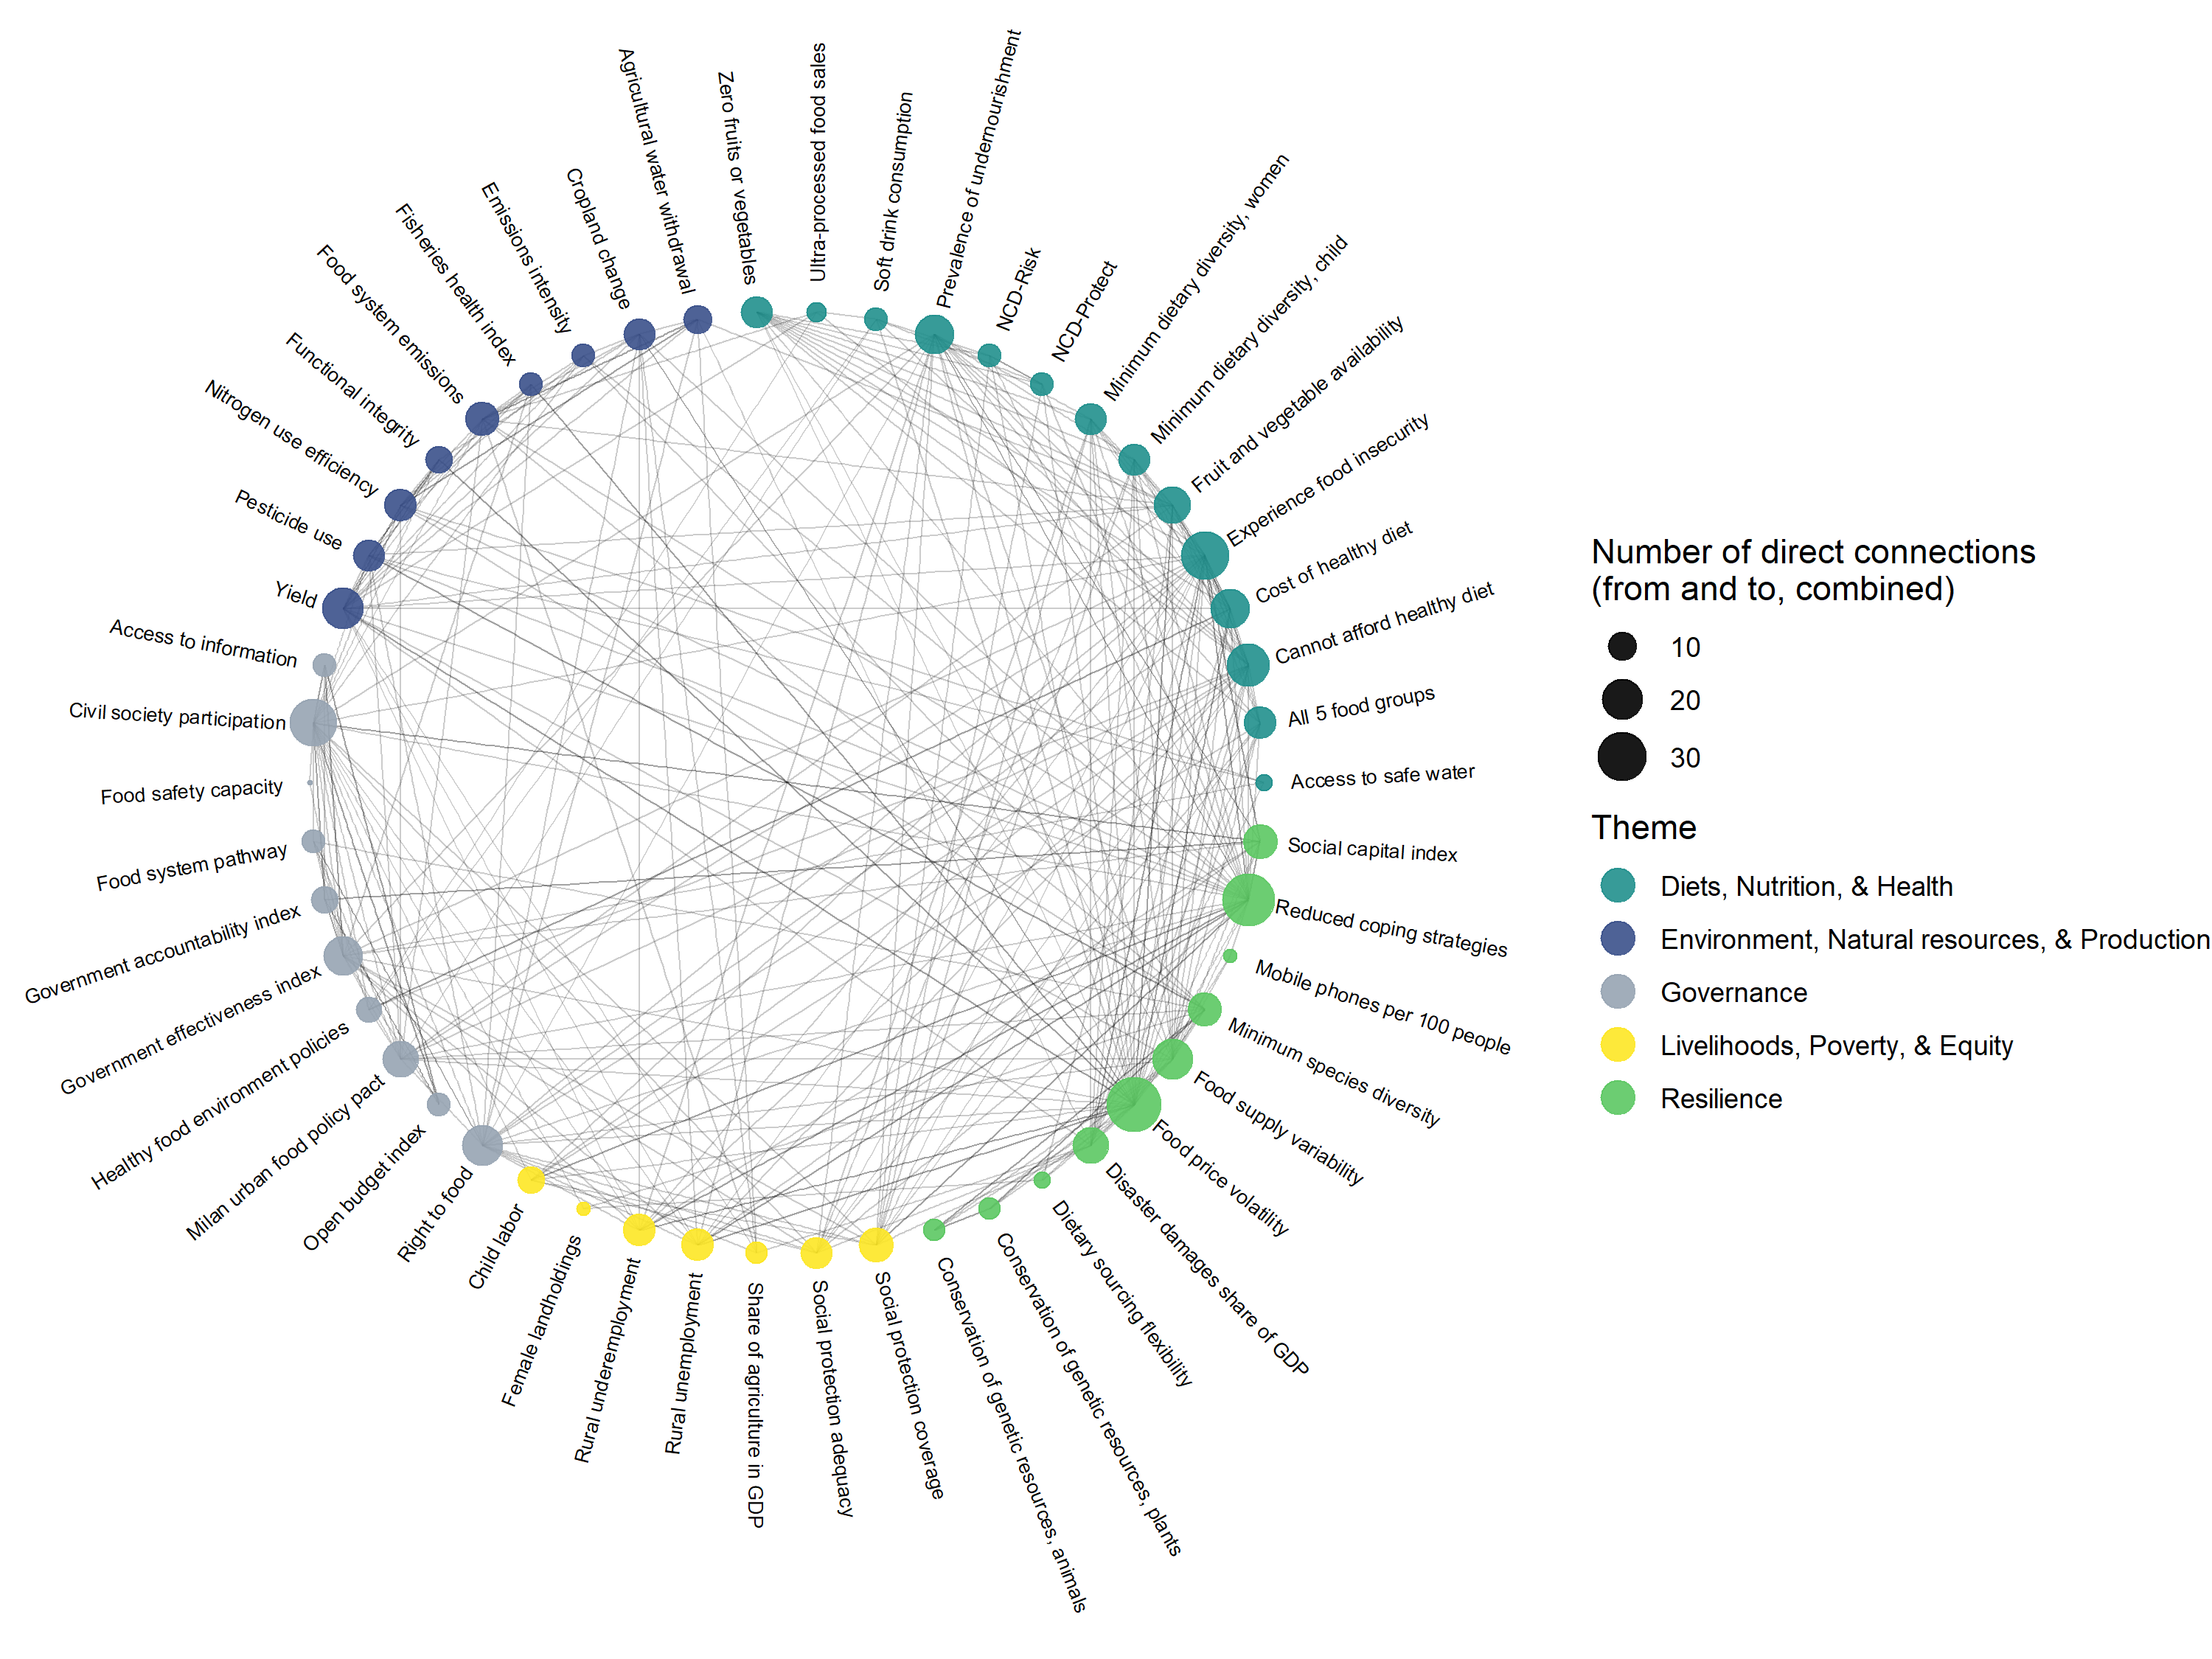 Zero fruits or vegetables
Ultra-processed food sales
Soft drink consumption
Prevalence of undernourishment
NCD-Risk
NCD-Protect
Minimum dietary diversity, women
Minimum dietary diversity, child
Fruit and vegetable availability
Experience food insecurity
Cost of healthy diet
Cannot afford healthy diet
All 5 food groups
Access to safe water
Social capital index
Reduced coping strategies
Mobile phones per 100 people
Minimum species diversity
Food supply variability
Food price volatility
Disaster damages share of GDP
Dietary sourcing flexibility
Conservation of genetic resources, plants
Conservation of genetic resources, animals
Social protection coverage
Social protection adequacy
Share of agriculture in GDP
Rural unemployment
Rural underemployment
Female landholdings
Child labor
Right to food
Open budget index
Milan urban food policy pact
Healthy food environment policies
Government effectiveness index
Government accountability index
Food system pathway
Food safety capacity
Civil society participation
Access to information
Yield
Pesticide use
Nitrogen use efficiency
Functional integrity
Food system emissions
Fisheries health index
Emissions intensity
Cropland change
Agricultural water withdrawal
Number of direct connections
(from and to, combined)
10
20
30
Theme
Diets, Nutrition, & Health
Environment, Natural resources, & Production
Governance
Livelihoods, Poverty, & Equity
Resilience